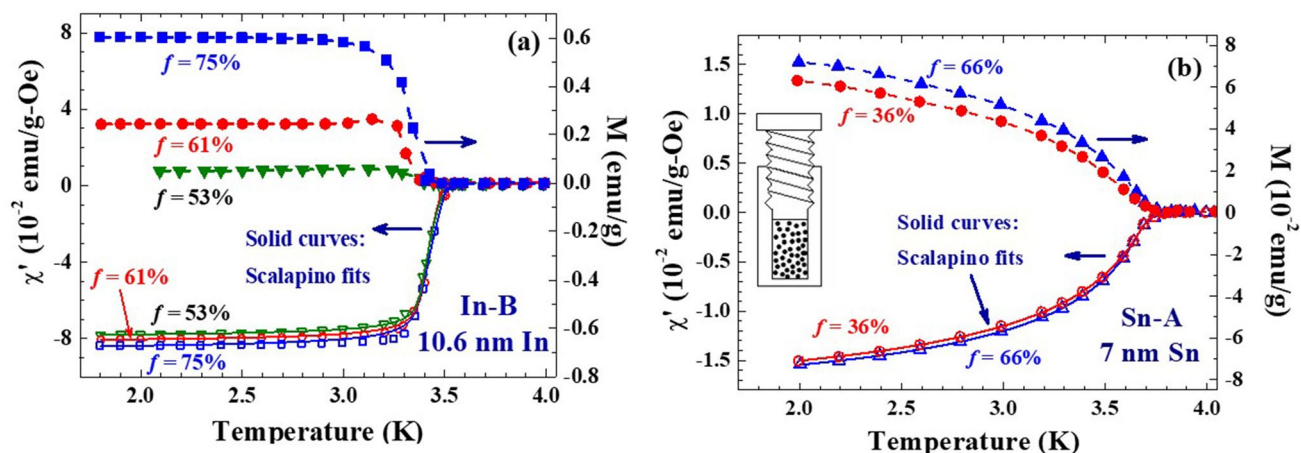 (a)
f = 75%
f = 61%
f = 53%
Solid curves:
Scalapino fits
f = 61%
f = 53%
f = 75%
In-B
10.6 nm In
χ' (10⁻² emu/g-Oe)
8
4
0
-4
-8
M (emu/g)
0.6
0.4
0.2
0.0
-0.2
-0.4
-0.6
-0.8
2.0 2.5 3.0 3.5 4.0
Temperature (K)
(b)
f = 66%
f = 36%
Solid curves:
Scalapino fits
f = 36%
f = 66%
Sn-A
7 nm Sn
χ' (10⁻² emu/g-Oe)
1.5
1.0
0.5
0.0
-0.5
-1.0
-1.5
M (10⁻² emu/g)
8
6
4
2
0
-2
-4
-6
-8
2.0 2.5 3.0 3.5 4.0
Temperature (K)